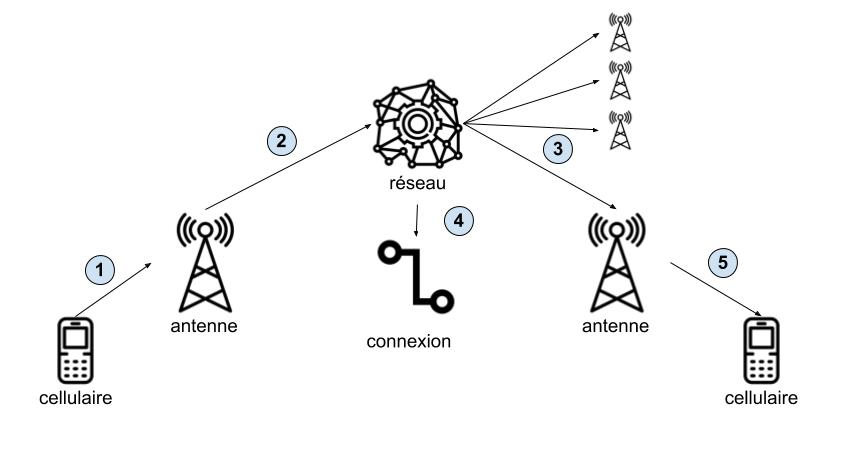 2
3
réseau
4
1
5
antenne
antenne
connexion
cellulaire
cellulaire